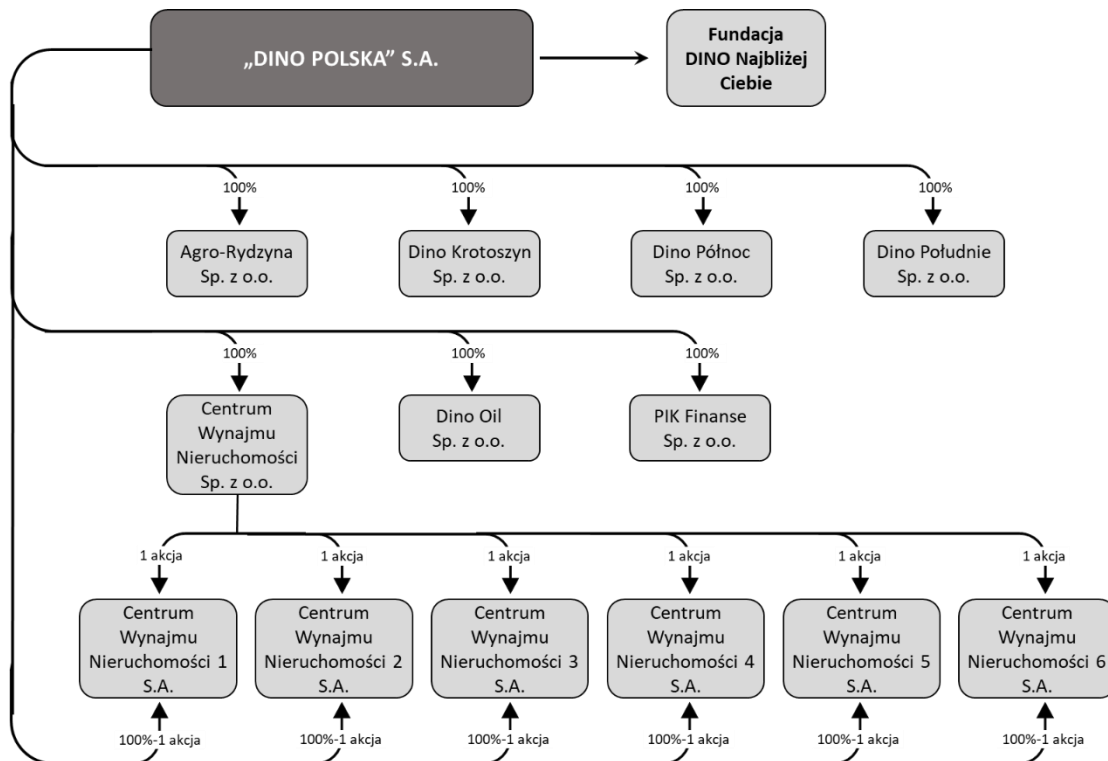 „DINO POLSKA” S.A.
Fundacja
DINO Najbliżej
Ciebie
100%
100%
100%
100%
Agro-Rydzyna
Sp. z o.o.
Dino Krotoszyn
Sp. z o.o.
Dino Północ
Sp. z o.o.
Dino Południe
Sp. z o.o.
100%
100%
100%
Centrum
Wynajmu
Nieruchomości
Sp. z o.o.
Dino Oil
Sp. z o.o.
PIK Finanse
Sp. z o.o.
1 akcja
1 akcja
1 akcja
1 akcja
1 akcja
1 akcja
Centrum
Wynajmu
Nieruchomości 1
S.A.
Centrum
Wynajmu
Nieruchomości 2
S.A.
Centrum
Wynajmu
Nieruchomości 3
S.A.
Centrum
Wynajmu
Nieruchomości 4
S.A.
Centrum
Wynajmu
Nieruchomości 5
S.A.
Centrum
Wynajmu
Nieruchomości 6
S.A.
100%-1 akcja
100%-1 akcja
100%-1 akcja
100%-1 akcja
100%-1 akcja
100%-1 akcja